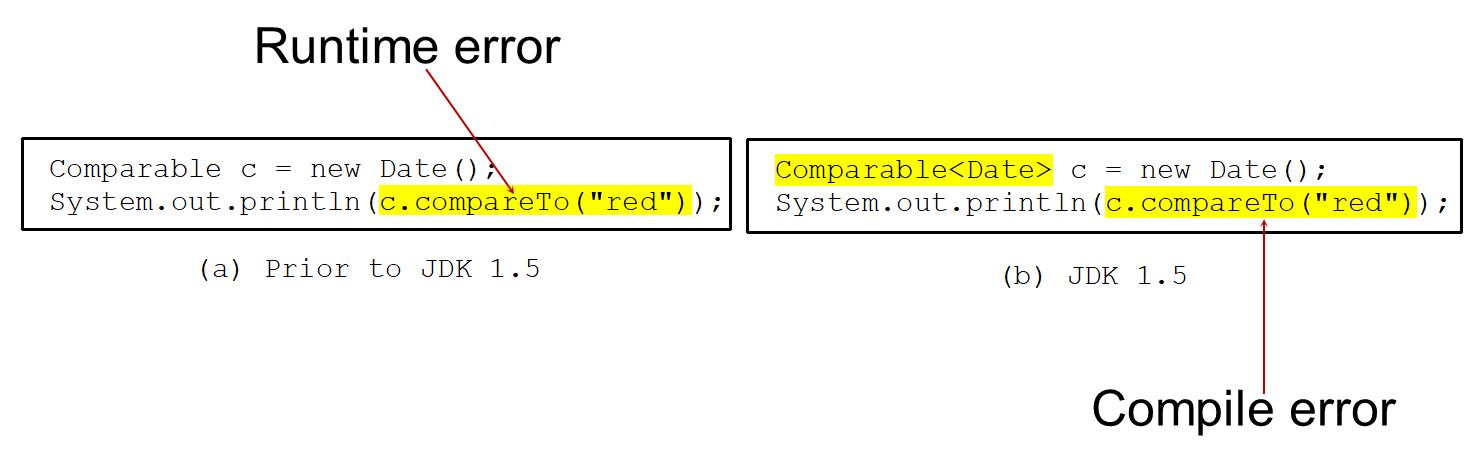 Runtime error
Comparable c = new Date();
System.out.println(c.compareTo("red"));
(a) Prior to JDK 1.5
Comparable<Date> c = new Date();
System.out.println(c.compareTo("red"));
(b) JDK 1.5
Compile error